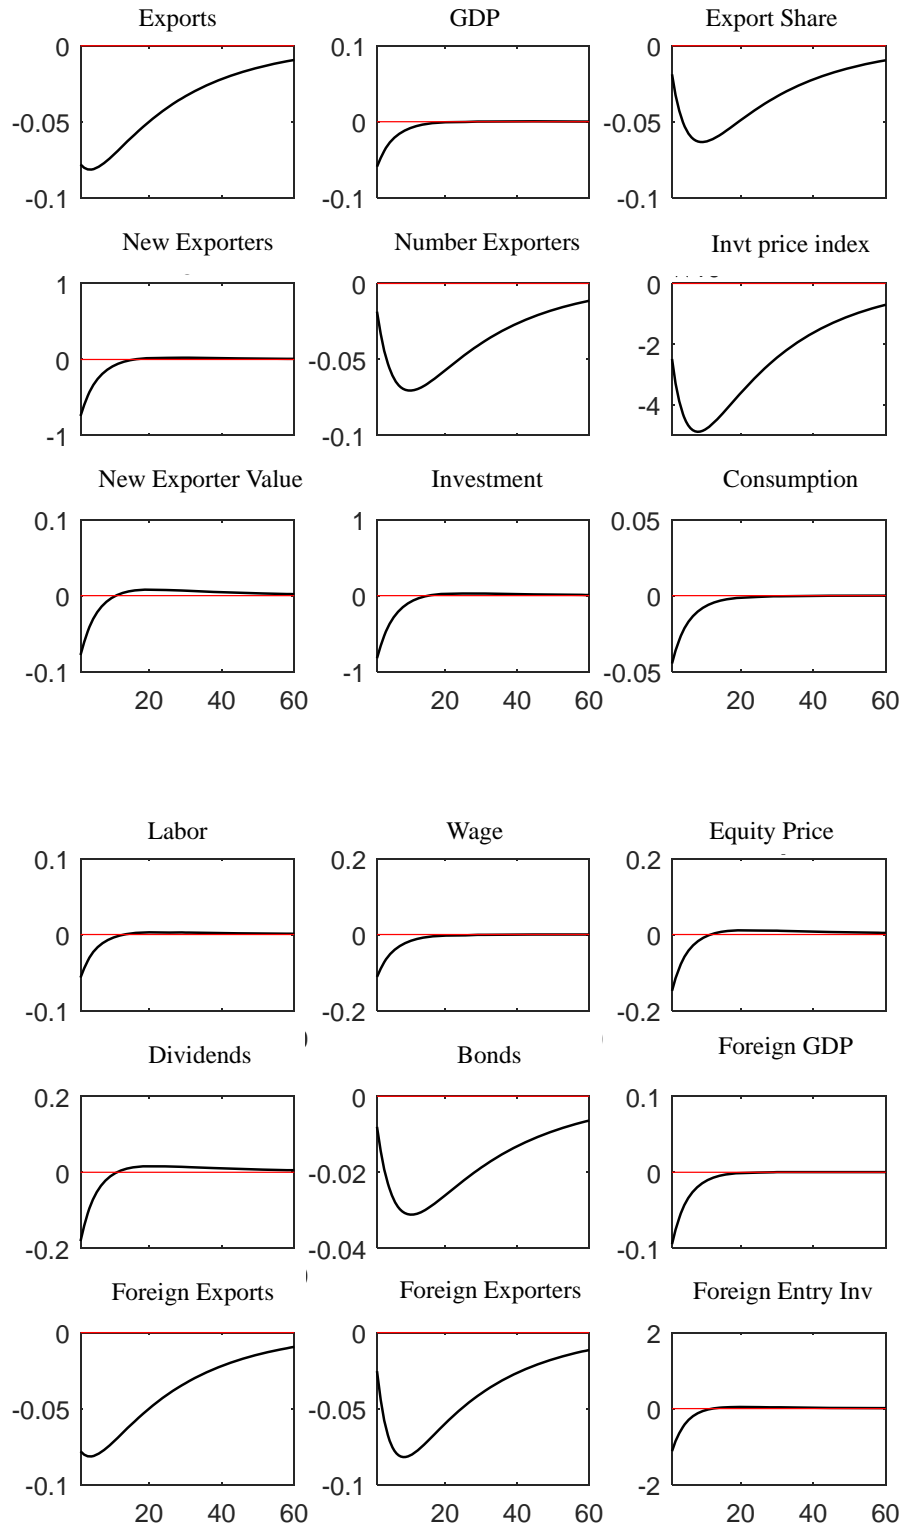 Exports GDP Export Share
0 0.1 0
-0.05 0 -0.05
-0.1 -0.1 -0.1
New Exporters Number Exporters Invt price index
1 0 0
0 -0.05 -2
-1 -0.1 -4
New Exporter Value Investment Consumption
0.1 1 0.05
0 0 0
-0.1 -1 -0.05
20 40 60 20 40 60 20 40 60
Labor Wage Equity Price
0.1 0.2 0.2
0 0 0
-0.1 -0.2 -0.2
Dividends Bonds Foreign GDP
0.2 0 0.1
0 -0.02 0
-0.2 -0.04 -0.1
Foreign Exports Foreign Exporters Foreign Entry Inv
0 0 2
-0.05 -0.05 0
-0.1 -0.1 -2
20 40 60 20 40 60 20 40 60